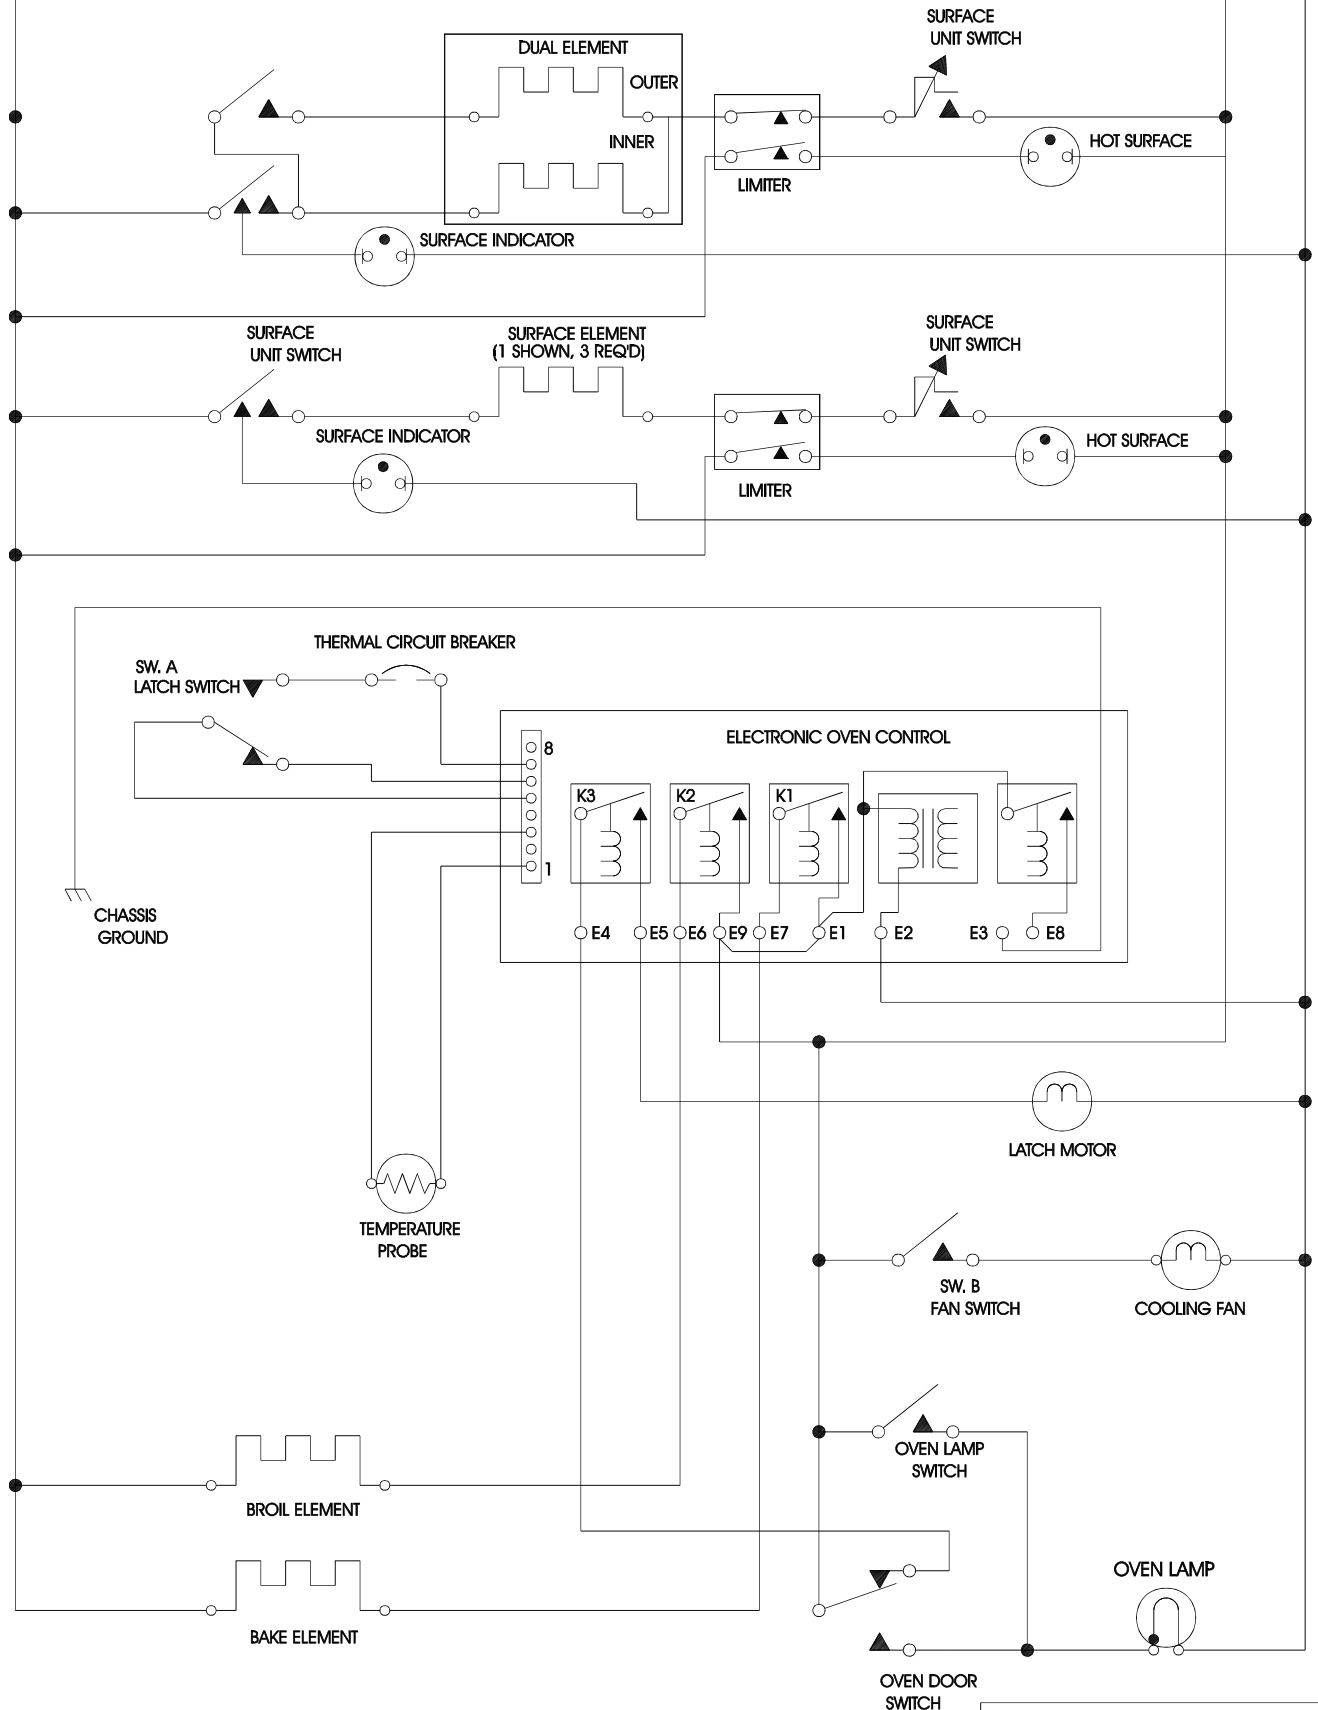 SURFACE
UNIT SWITCH
DUAL ELEMENT
OUTER
INNER
HOT SURFACE
LIMITER
SURFACE INDICATOR
SURFACE
UNIT SWITCH
SURFACE ELEMENT
(1 SHOWN, 3 REQ'D)
SURFACE
UNIT SWITCH
SURFACE INDICATOR
HOT SURFACE
LIMITER
THERMAL CIRCUIT BREAKER
SW. A
LATCH SWITCH
ELECTRONIC OVEN CONTROL
8
K3
K2
K1
1
CHASSIS
GROUND
E4
E5
E6
E9
E7
E1
E2
E3
E8
LATCH MOTOR
TEMPERATURE
PROBE
SW. B
FAN SWITCH
COOLING FAN
OVEN LAMP
SWITCH
BROIL ELEMENT
OVEN LAMP
BAKE ELEMENT
OVEN DOOR
SWITCH